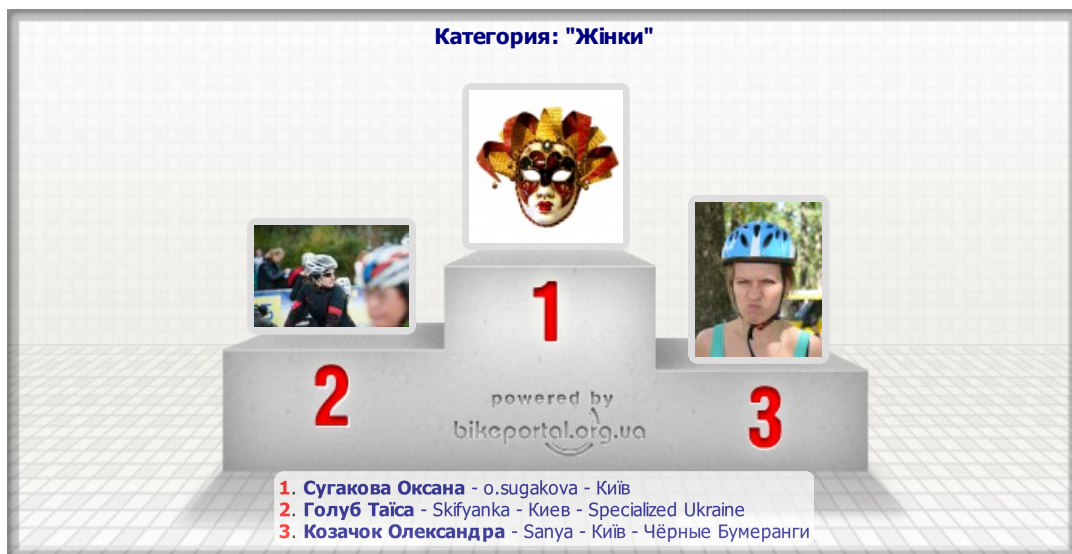 Категория: "Жінки"
1
2
3
powered by
bikeportal.org.ua
1. Сугакова Оксана - o.sugakova - Київ
2. Голуб Таїса - Skifyanka - Киев - Specialized Ukraine
3. Козачок Олександра - Sanya - Київ - Чёрные Бумеранги